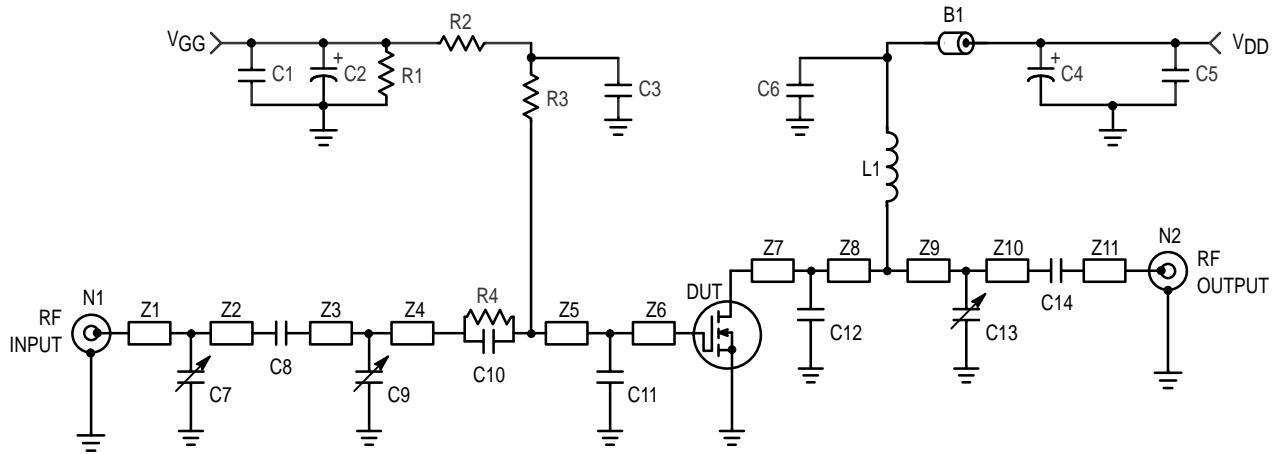 B1
R2
VGG
VDD
+
+
C1
C2
R1
R3
C3
C6
C4
C5
L1
Z7
Z8
Z9
Z10
Z11
N2
RF
OUTPUT
DUT
C14
N1
RF
INPUT
Z1
Z2
Z3
Z4
R4
Z5
Z6
C12
C13
C8
C10
C7
C9
C11